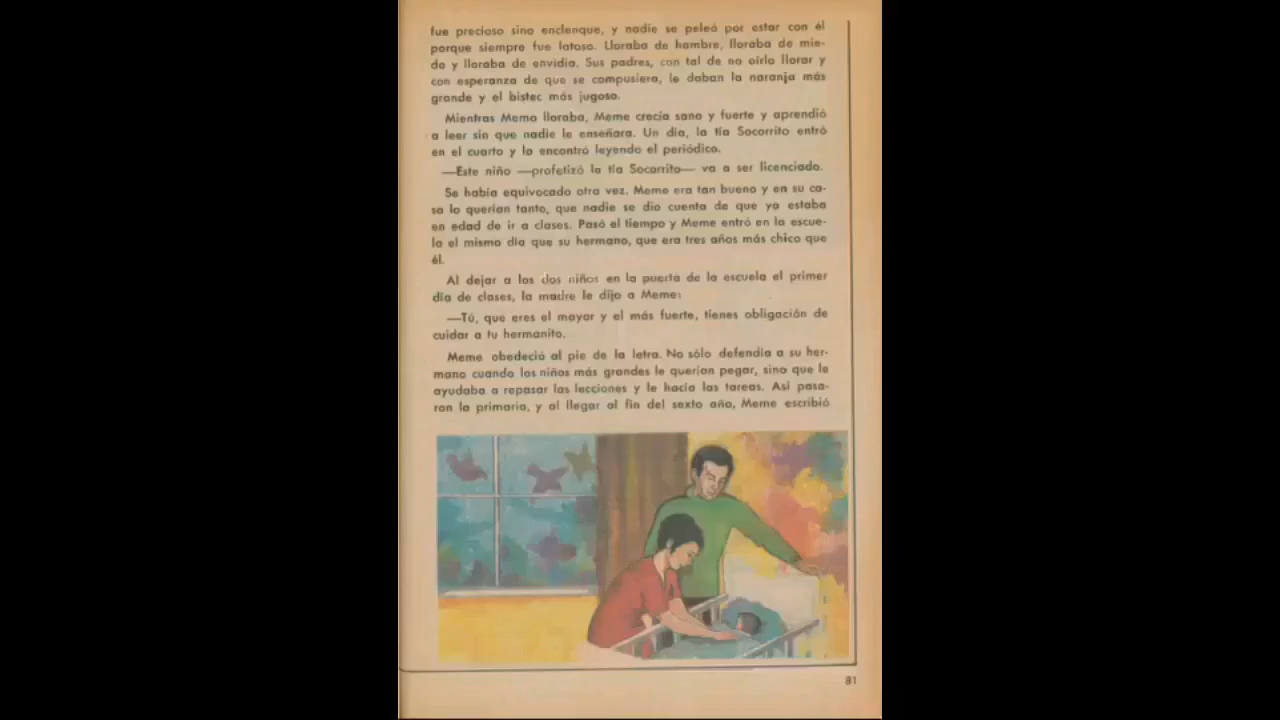 fue precioso sino enclenque, y nadie se peleó por estar con él
porque siempre fue latoso. Lloraba de hambre, lloraba de mie-
do y lloraba de envidia. Sus padres, con tal de no oírlo llorar y
con esperanza de que se compusiera, le daban la naranja más
grande y el bistec más jugoso.
Mientras Memo lloraba, Meme crecía sano y fuerte y aprendió
a leer sin que nadie le enseñara. Un día, la tía Socorrito entró
en el cuarto y lo encontró leyendo el periódico.
—Este niño —profetizó la tía Socorrito— va a ser licenciado.
Se había equivocado otra vez. Meme era tan bueno y en su ca-
sa lo querían tanto, que nadie se dio cuenta de que ya estaba
en edad de ir a clases. Pasó el tiempo y Meme entró en la escue-
la el mismo día que su hermano, que era tres años más chico que
él.
Al dejar a los dos niños en la puerta de la escuela el primer
día de clases, la madre le dijo a Meme:
—Tú, que eres el mayor y el más fuerte, tienes obligación de
cuidar a tu hermanito.
Meme obedeció al pie de la letra. No sólo defendía a su her-
mano cuando los niños más grandes le querían pegar, sino que le
ayudaba a repasar las lecciones y le hacía las tareas. Así pasa-
ron la primaria, y al llegar al fin del sexto año, Meme escribió
81